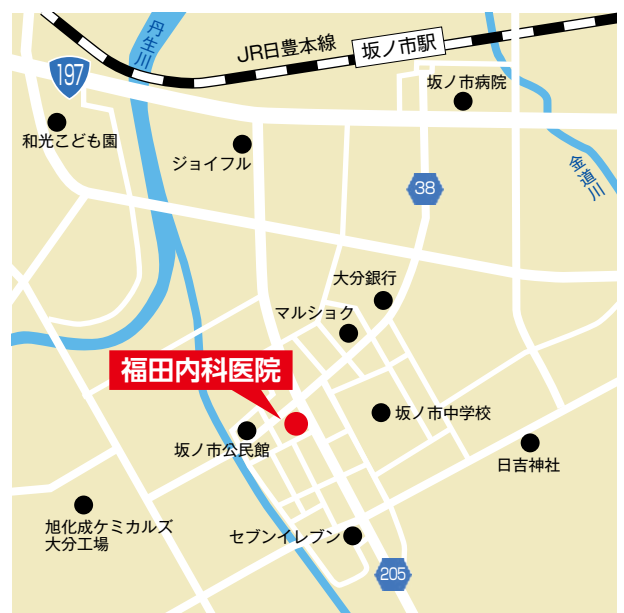 丹生川
JR日豊本線
坂ノ市駅
197
坂ノ市病院
和光こども園
ジョイフル
金道川
38
大分銀行
マルショク
福田内科医院
坂ノ市中学校
坂ノ市公民館
日吉神社
旭化成ケミカルズ
大分工場
セブンイレブン
205